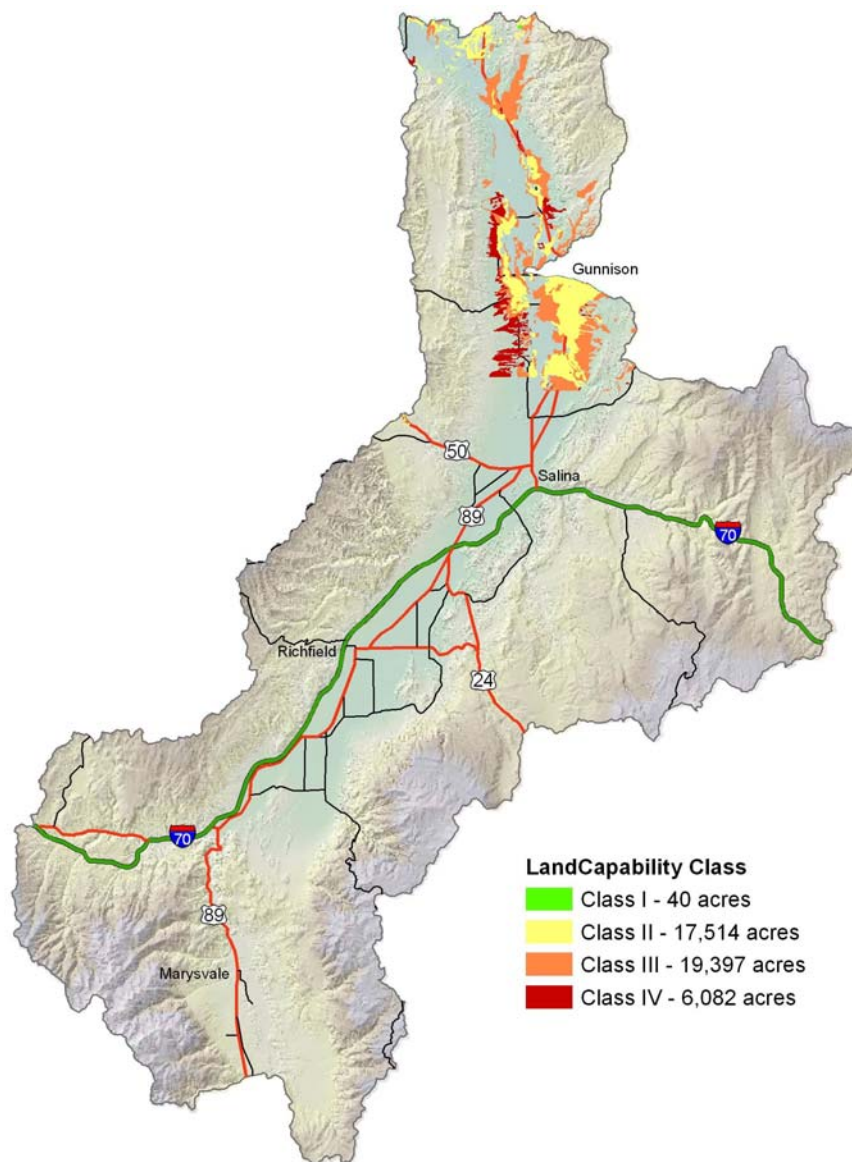 Gunnison
50
Salina
89
70
Richfield
24
70
LandCapability Class
Class I - 40 acres
89
Class II - 17,514 acres
Class III - 19,397 acres
Marysvale
Class IV - 6,082 acres